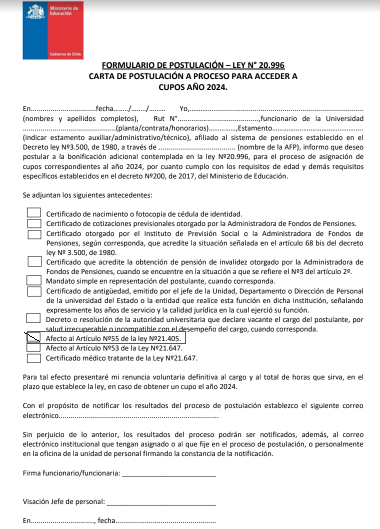 Ministerio de
Educación
Gobierno de Chile
FORMULARIO DE POSTULACIÓN – LEY N° 20.996
CARTA DE POSTULACIÓN A PROCESO PARA ACCEDER A
CUPOS AÑO 2024.
En..............................fecha......./......./........ Yo,......................................................................
(nombres y apellidos completos), Rut N°...................................,funcionario de la Universidad
........................................(planta/contrata/honorarios)....................,Estamento...............................
(indicar estamento auxiliar/administrativo/técnico), afiliado al sistema de pensiones establecido en el
Decreto ley N°3.500, de 1980, a través de ................................. (nombre de la AFP), informo que deseo
postular a la bonificación adicional contemplada en la ley N°20.996, para el proceso de asignación de
cupos correspondientes al año 2024, por cuanto cumplo con los requisitos de edad y demás requisitos
específicos establecidos en el decreto N°200, de 2017, del Ministerio de Educación.
Se adjuntan los siguientes antecedentes:
Certificado de nacimiento o fotocopia de cédula de identidad.
Certificado de cotizaciones previsionales otorgado por la Administradora de Fondos de Pensiones.
Certificado otorgado por el Instituto de Previsión Social o la Administradora de Fondos de
Pensiones, según corresponda, que acredite la situación señalada en el artículo 68 bis del decreto
ley N° 3.500, de 1980.
Certificado que acredite la obtención de pensión de invalidez otorgado por la Administradora de
Fondos de Pensiones, cuando se encuentre en la situación a que se refiere el N°3 del artículo 2º.
Mandato simple en representación del postulante, cuando corresponda.
Certificado de antigüedad, emitido por el jefe de la Unidad, Departamento o Dirección de Personal
de la universidad del Estado o la entidad que realice esta función en dicha institución, señalando
expresamente los años de servicio y la calidad jurídica en la cual ejerció su función.
Decreto o resolución de la autoridad universitaria que declare vacante el cargo del postulante, por
salud irrecuperable o incompatible con el desempeño del cargo, cuando corresponda.
Afecto al Artículo Nº55 de la ley Nº21.405.
Afecto al Artículo Nº53 de la Ley Nº21.647.
Certificado médico tratante de la Ley Nº21.647.
Para tal efecto presentaré mi renuncia voluntaria definitiva al cargo y al total de horas que sirva, en el
plazo que establece la ley, en caso de obtener un cupo el año 2024.
Con el propósito de notificar los resultados del proceso de postulación establezco el siguiente correo
electrónico....................................................................
Sin perjuicio de lo anterior, los resultados del proceso podrán ser notificados, además, al correo
electrónico institucional que tengan asignado o al que fije en el proceso de postulación, o personalmente
en la oficina de la unidad de personal firmando la constancia de la notificación.
Firma funcionario/funcionaria: ____________________________
Visación Jefe de personal: ________________________________
En..........................., fecha...........................................